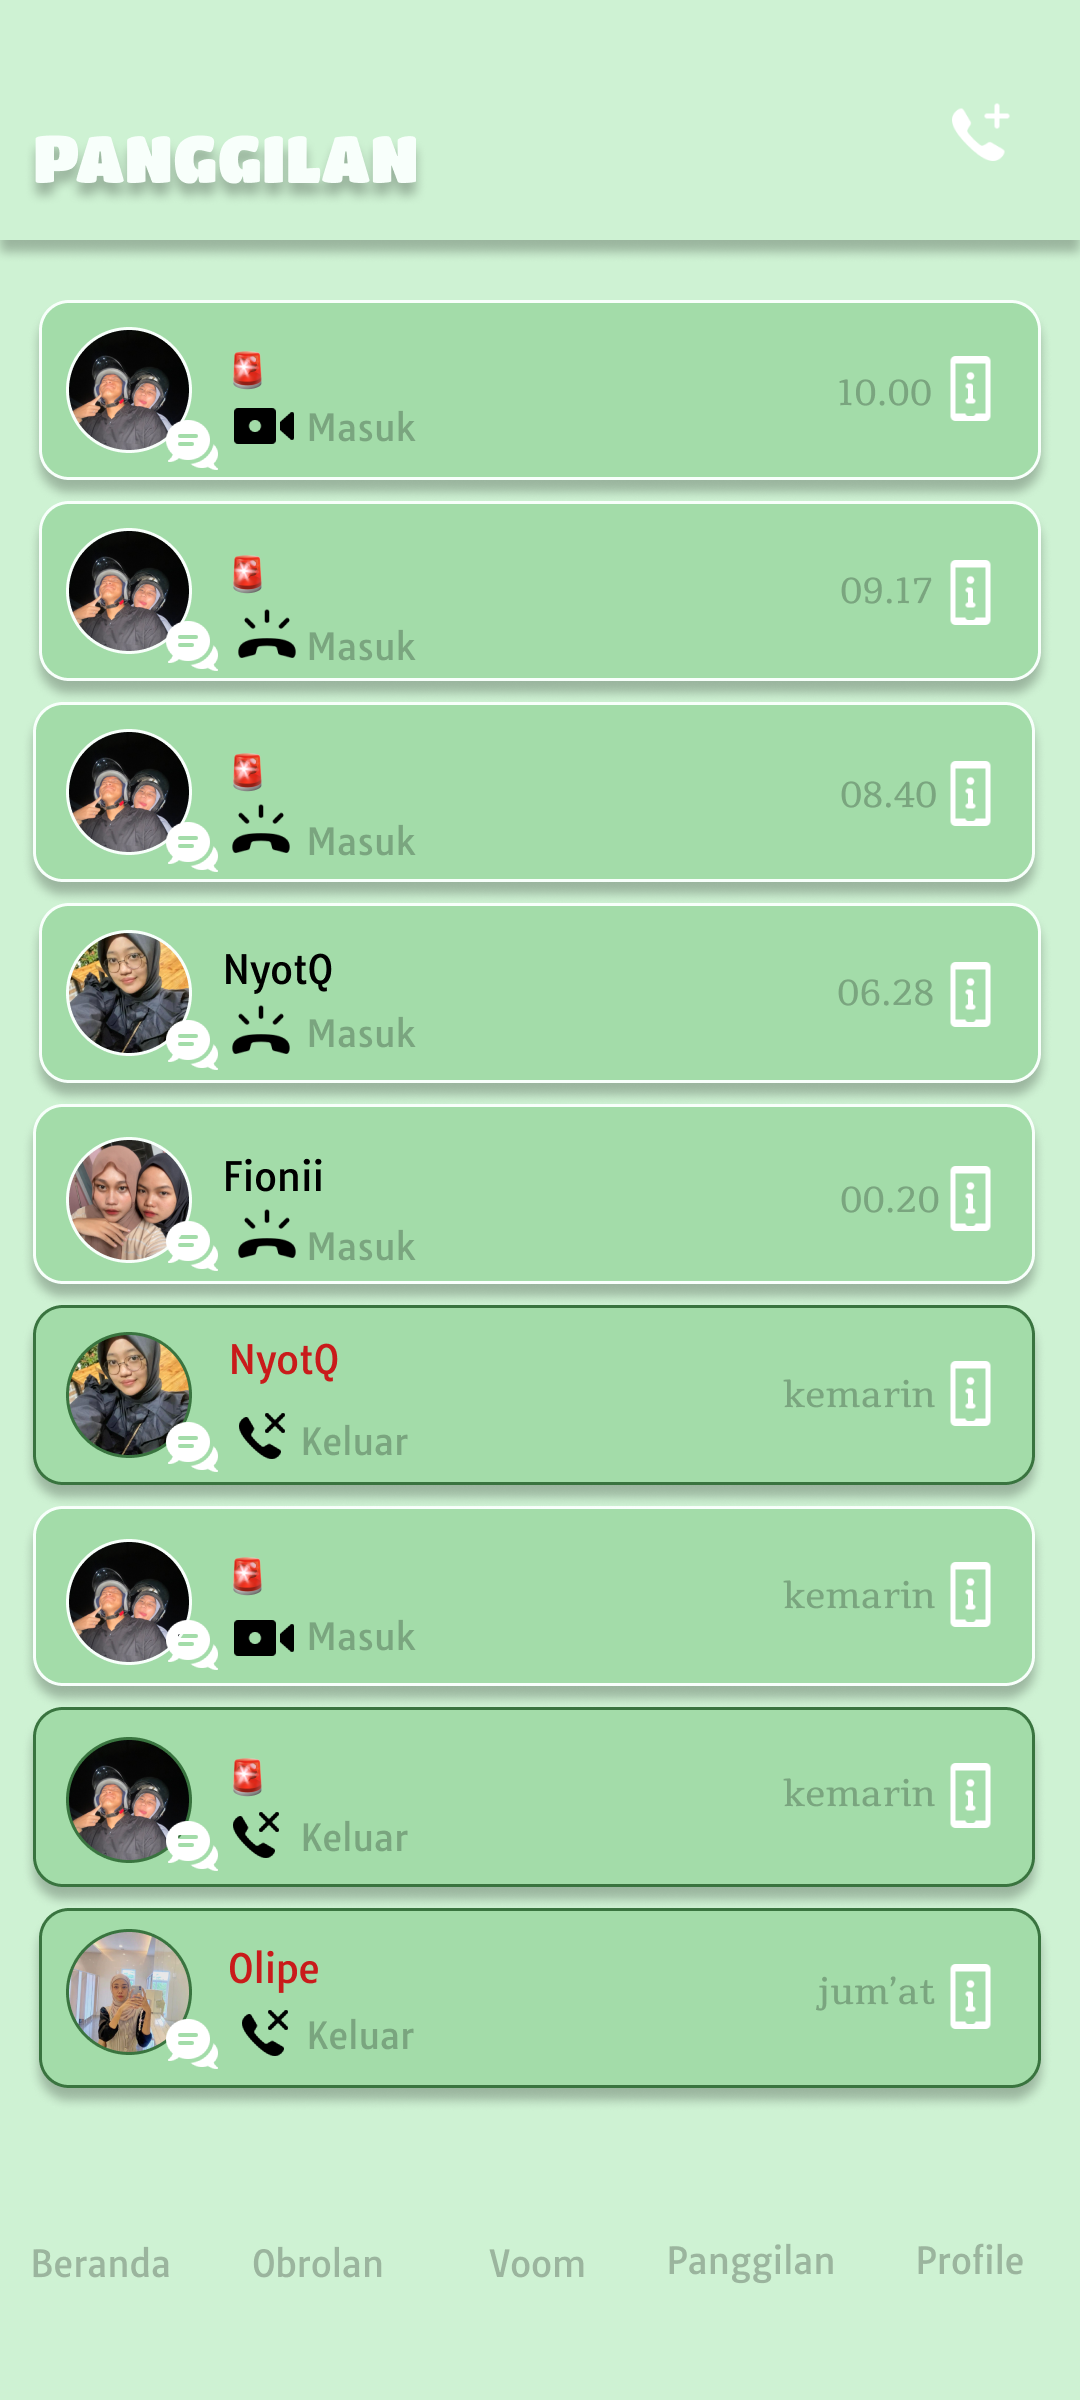 PANGGILAN
🚨
Masuk
10.00
🚨
Masuk
09.17
🚨
Masuk
08.40
NyotQ
Masuk
06.28
Fionii
Masuk
00.20
NyotQ
Keluar
kemarin
🚨
Masuk
kemarin
🚨
Keluar
kemarin
Olipe
Keluar
jum’at
Beranda Obrolan Voom Panggilan Profile